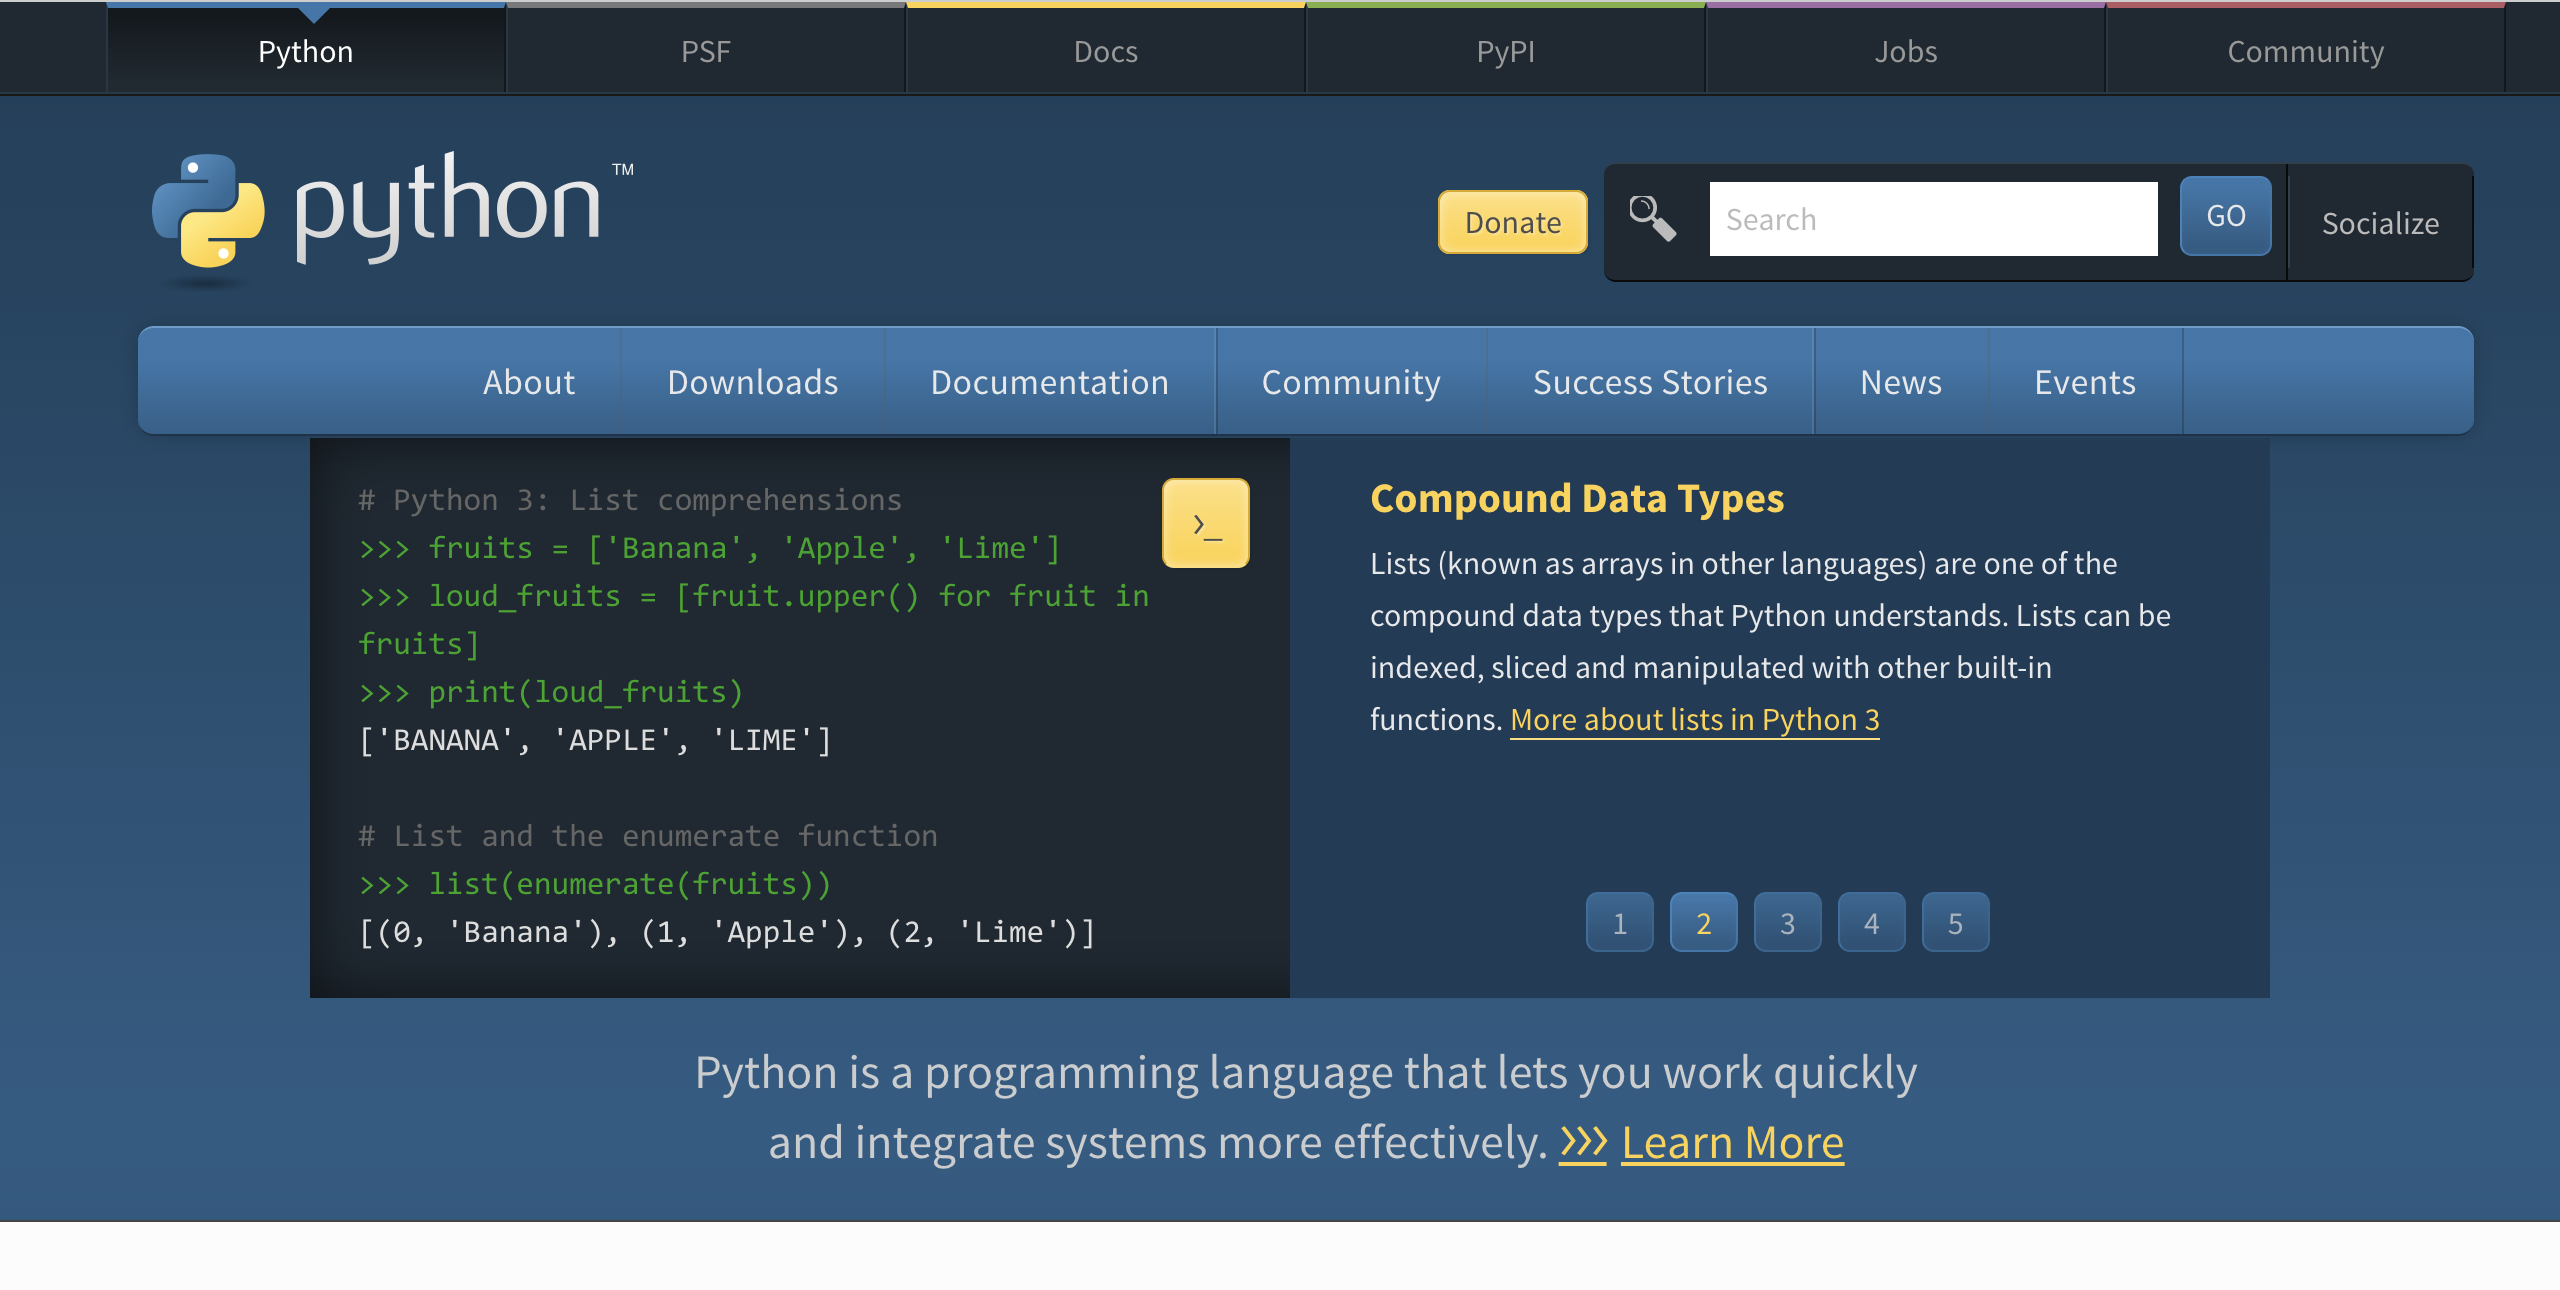 Python PSF Docs PyPI Jobs Community
python™
Donate Search GO Socialize
About Downloads Documentation Community Success Stories News Events
# Python 3: List comprehensions
>>> fruits = ['Banana', 'Apple', 'Lime']
>>> loud_fruits = [fruit.upper() for fruit in
fruits]
>>> print(loud_fruits)
['BANANA', 'APPLE', 'LIME']
# List and the enumerate function
>>> list(enumerate(fruits))
[(0, 'Banana'), (1, 'Apple'), (2, 'Lime')]
>_
Compound Data Types
Lists (known as arrays in other languages) are one of the
compound data types that Python understands. Lists can be
indexed, sliced and manipulated with other built-in
functions. More about lists in Python 3
1 2 3 4 5
Python is a programming language that lets you work quickly
and integrate systems more effectively. >>> Learn More